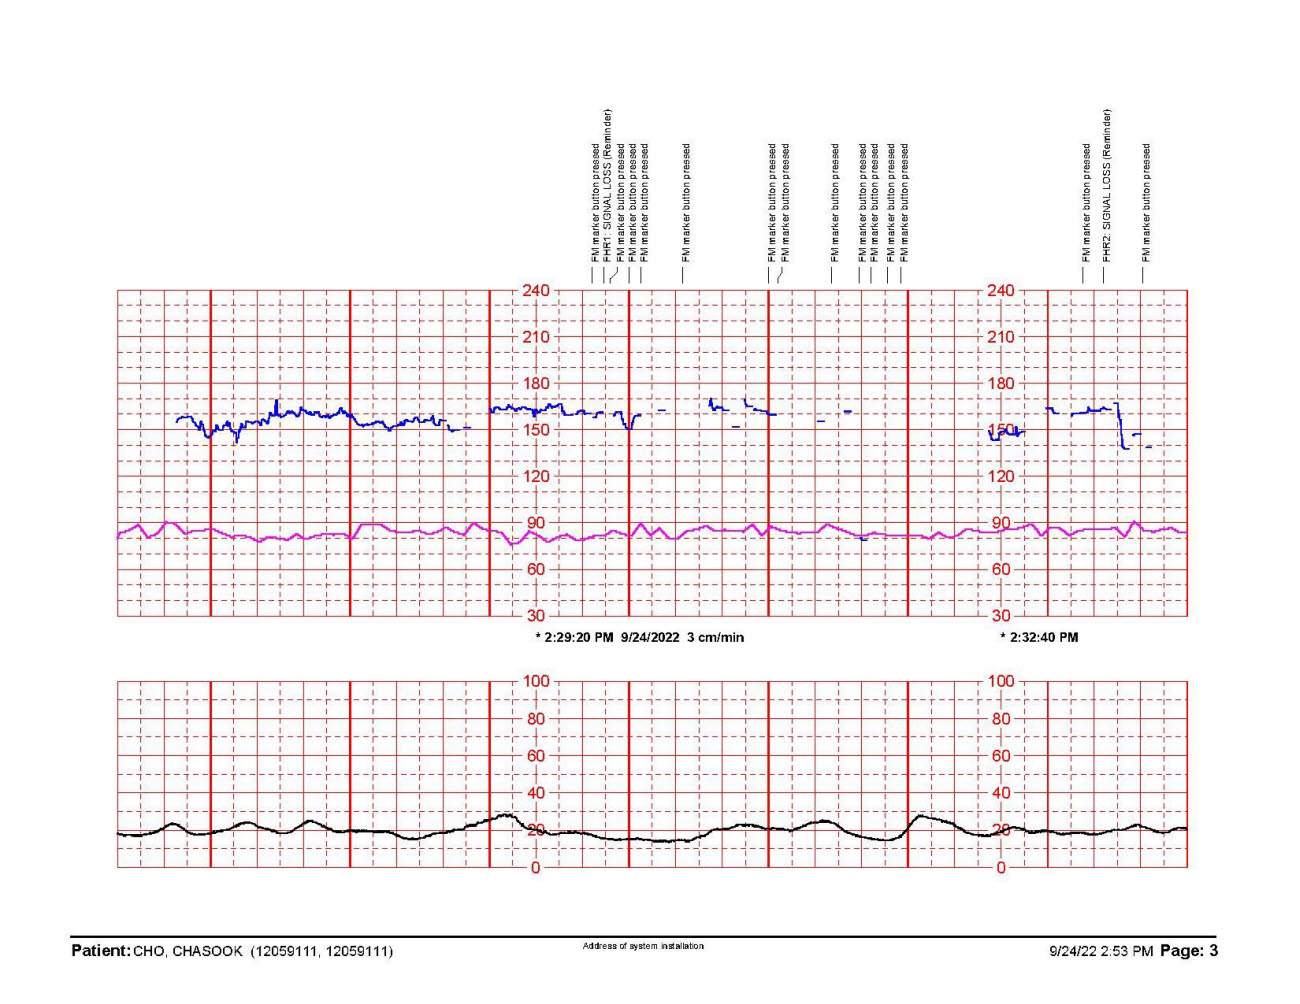 FM marker button pressed
FHR1: SIGNAL LOSS (Reminder)
FM marker button pressed
FM marker button pressed
FM marker button pressed
FM marker button pressed
FM marker button pressed
FM marker button pressed
FM marker button pressed
FM marker button pressed
FM marker button pressed
FM marker button pressed
FM marker button pressed
FM marker button pressed
FHR2: SIGNAL LOSS (Reminder)
FM marker button pressed
240 240
210 210
180 180
150 150
120 120
90 90
60 60
30 30
* 2:29:20 PM 9/24/2022 3 cm/min * 2:32:40 PM
100 100
80 80
60 60
40 40
20 20
0 0
Patient: CHO, CHASOOK (12059111, 12059111) Address of system installation 9/24/22 2:53 PM Page: 3